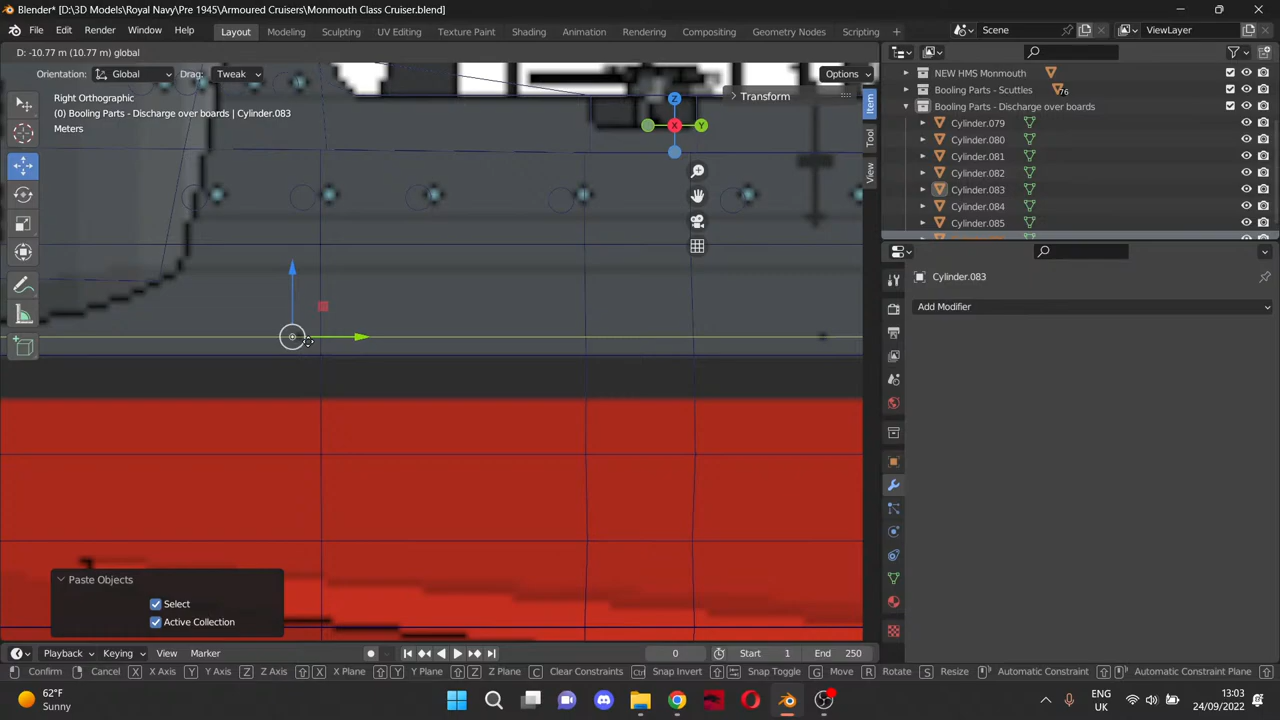 Blender* [D:\3D Models\Royal Navy\Pre 1945\Armoured Cruisers\Monmouth Class Cruiser.blend]
File Edit Render Window Help Layout Modeling Sculpting UV Editing Texture Paint Shading Animation Rendering Compositing Geometry Nodes Scripting + Scene ViewLayer
D: -10.77 m (10.77 m) global
Orientation: Global Drag: Tweak Options
Right Orthographic
(0) Booling Parts - Discharge over boards | Cylinder.083
Meters
Transform
Item
Tool
View
Z
Y
X
NEW HMS Monmouth
Booling Parts - Scuttles 76
Booling Parts - Discharge over boards
Cylinder.079
Cylinder.080
Cylinder.081
Cylinder.082
Cylinder.083
Cylinder.084
Cylinder.085
Cylinder.083
Add Modifier
Paste Objects
Select
Active Collection
Playback Keying View Marker 0 Start 1 End 250
Confirm Cancel X X Axis Y Y Axis Z Z Axis X X Plane Y Y Plane Z Z Plane C Clear Constraints Ctrl Snap Invert Snap Toggle G Move R Rotate S Resize Automatic Constraint Automatic Constraint Plane
62°F
Sunny
ENG
UK
13:03
24/09/2022